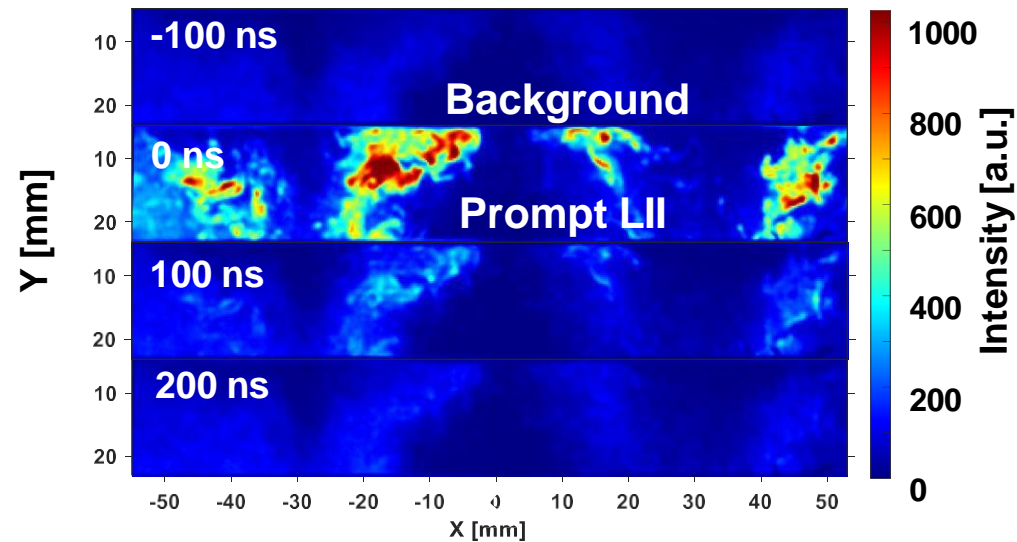 -100 ns
Background
0 ns
Prompt LII
100 ns
200 ns
Y [mm]
10
20
10
20
10
20
10
20
-50 -40 -30 -20 -10 0 10 20 30 40 50
X [mm]
1000
800
600
400
200
0
Intensity [a.u.]